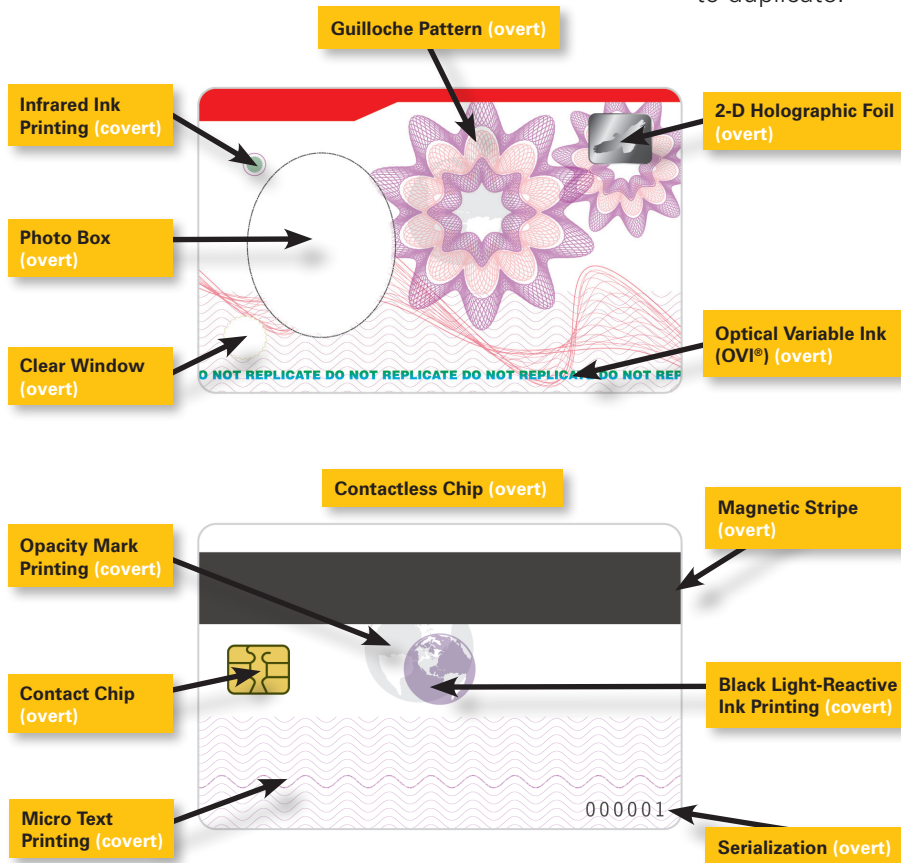 to duplicate.
Guilloche Pattern (overt)
Infrared Ink
Printing (covert)
2-D Holographic Foil
(overt)
Photo Box
(overt)
Optical Variable Ink
(OVI®) (overt)
Clear Window
(overt)
O NOT REPLICATE DO NOT REPLICATE DO NOT REPLICATE DO NOT REP
Contactless Chip (overt)
Magnetic Stripe
(overt)
Opacity Mark
Printing (covert)
Contact Chip
(overt)
Black Light-Reactive
Ink Printing (covert)
000001
Micro Text
Printing (covert)
Serialization (overt)